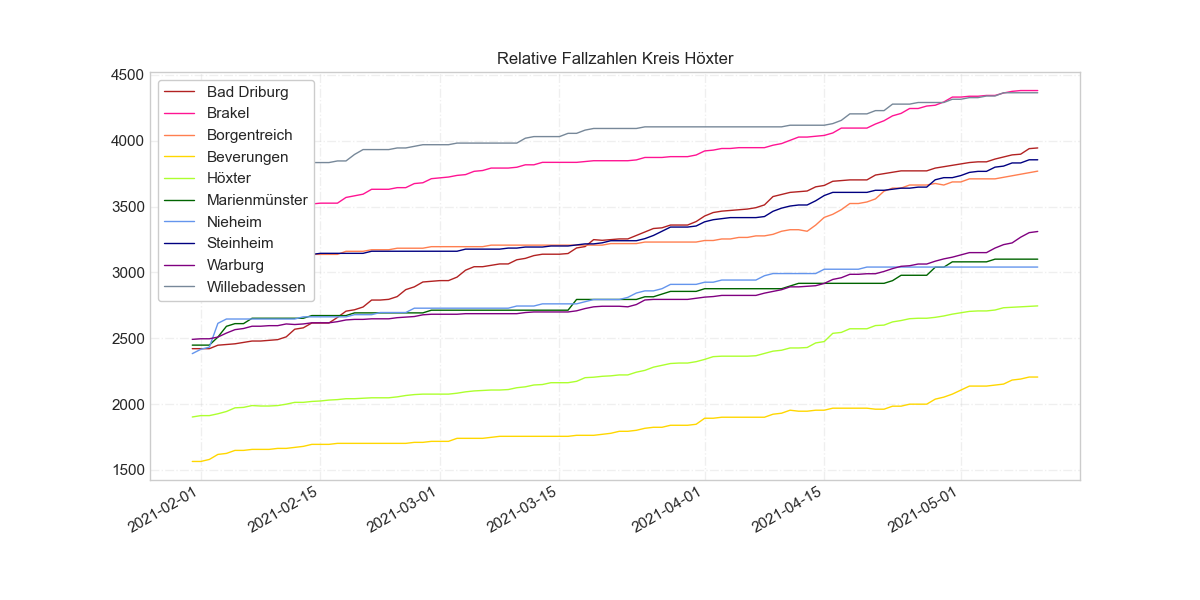 Relative Fallzahlen Kreis Höxter
4500
4000
3500
3000
2500
2000
1500
Bad Driburg
Brakel
Borgentreich
Beverungen
Höxter
Marienmünster
Nieheim
Steinheim
Warburg
Willebadessen
2021-02-01
2021-02-15
2021-03-01
2021-03-15
2021-04-01
2021-04-15
2021-05-01